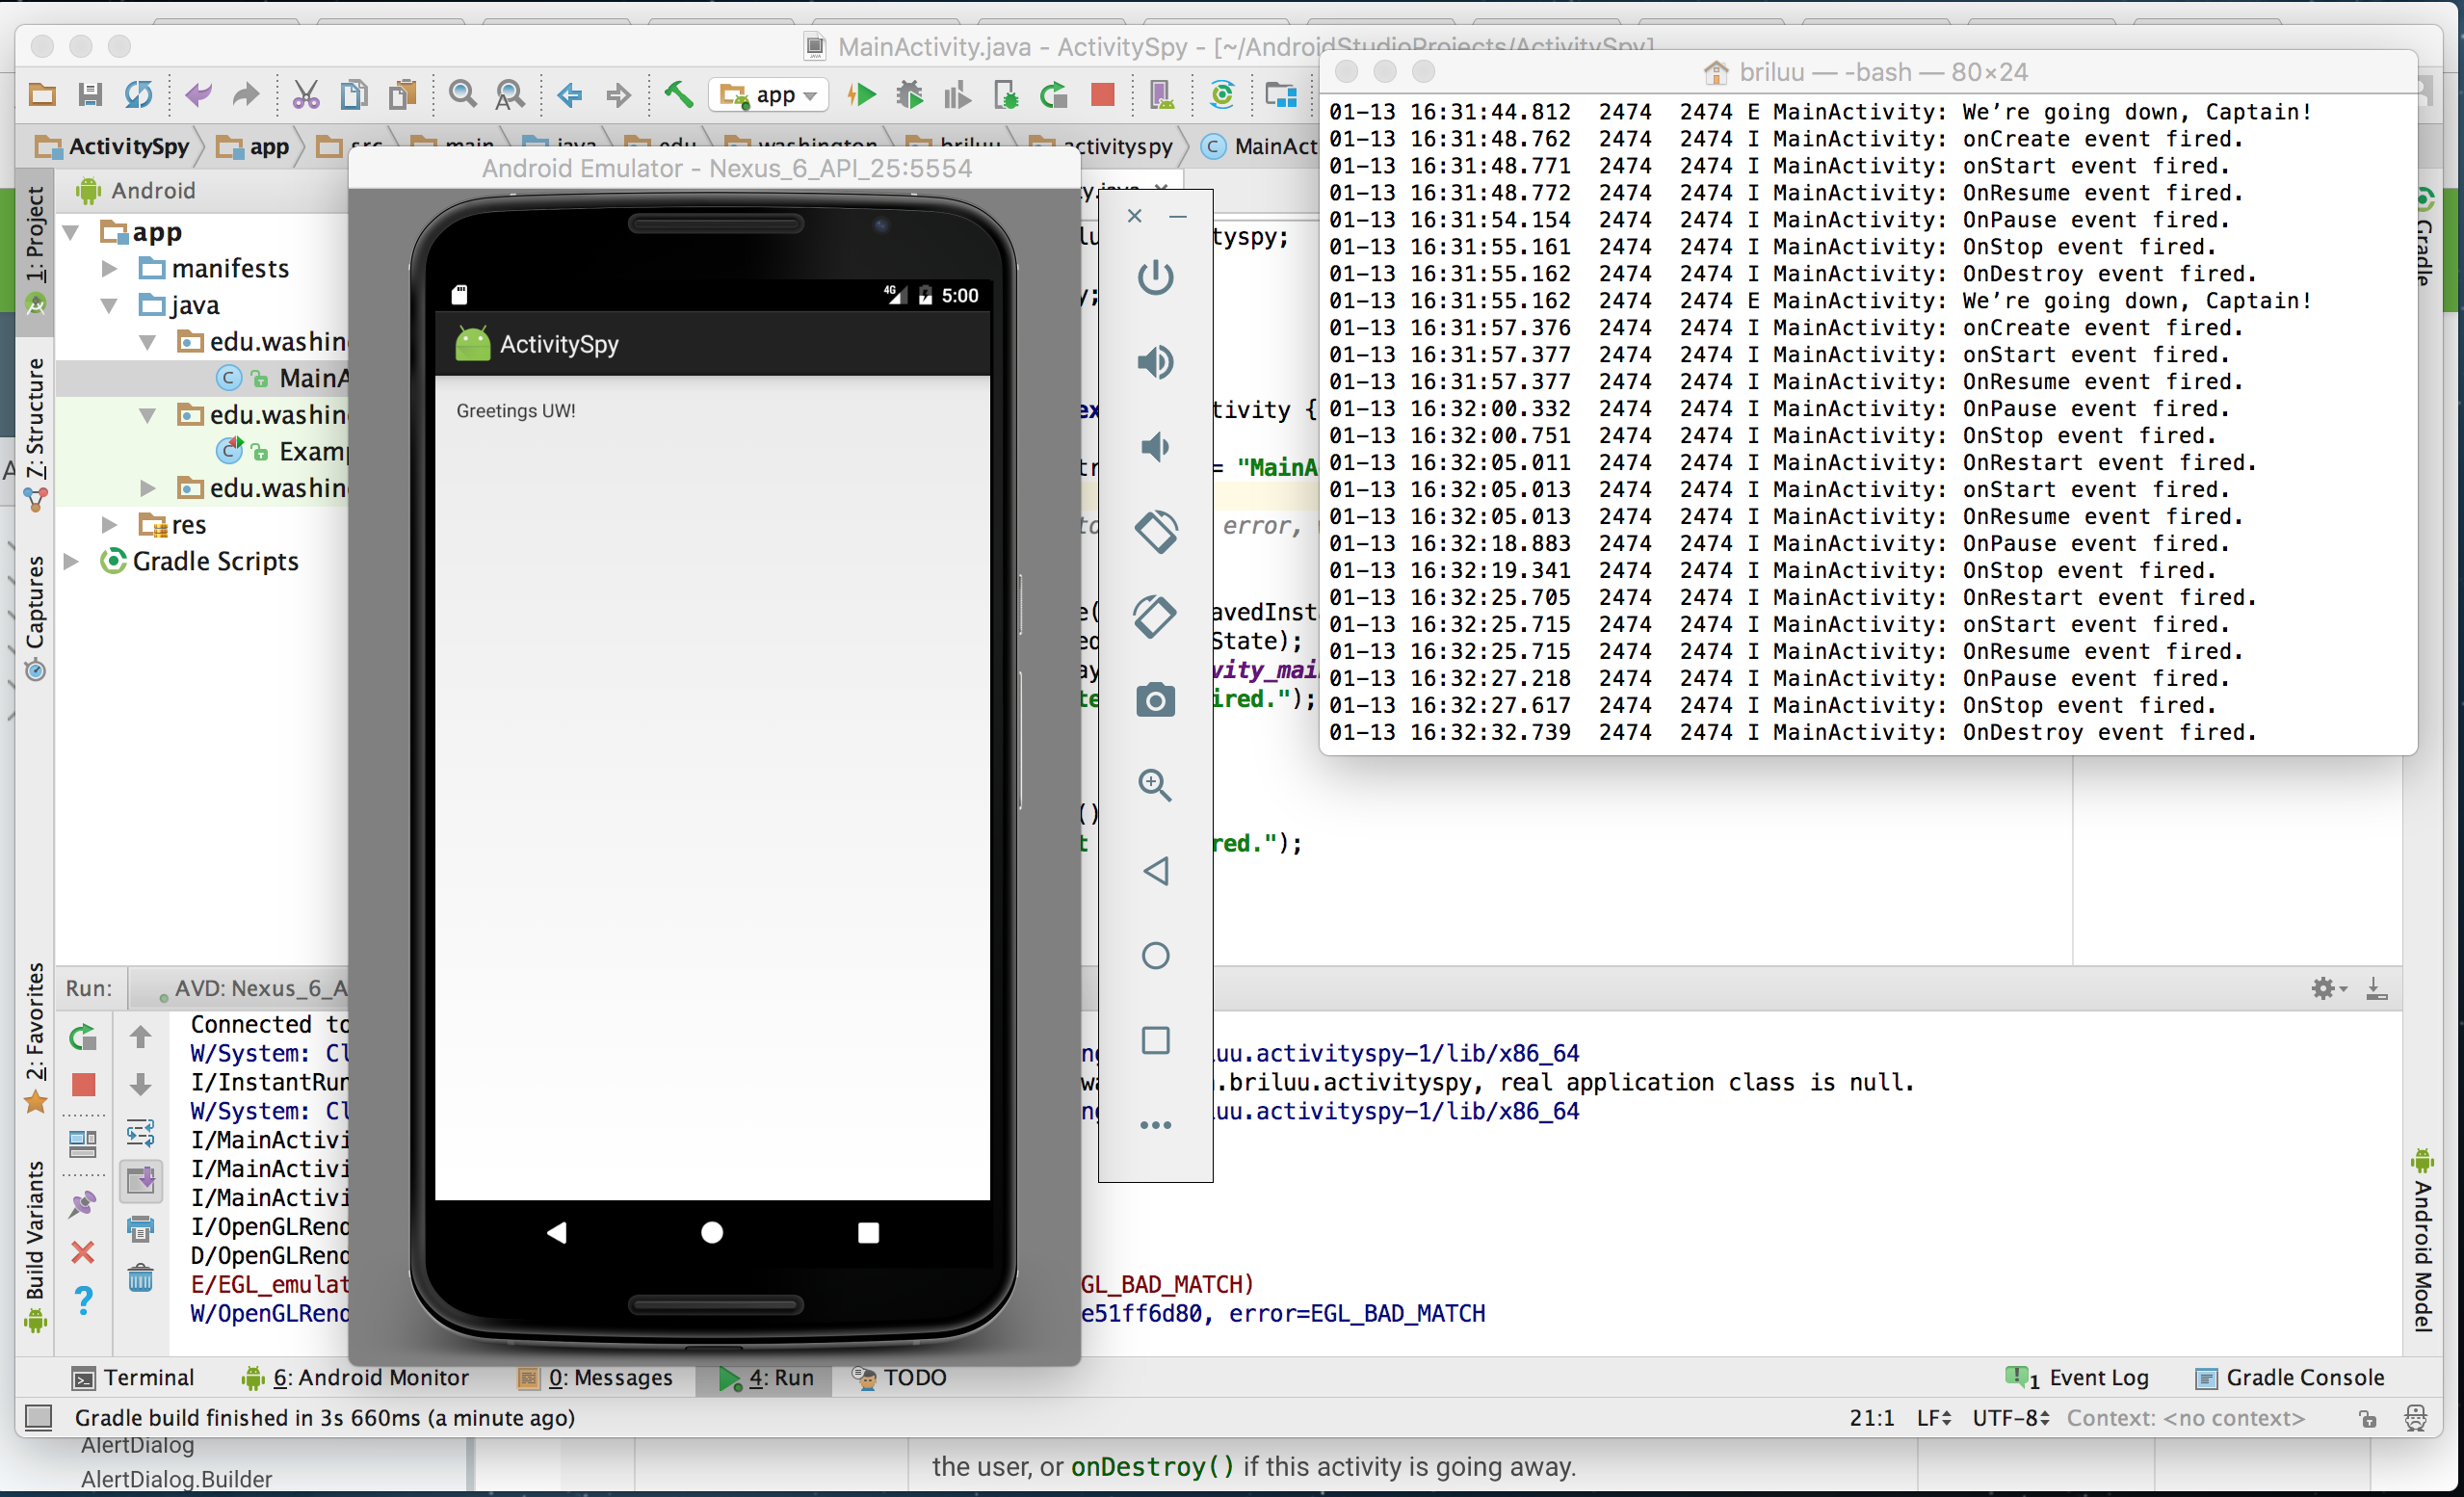 MainActivity.java - ActivitySpy - [~/AndroidStudioProjects/ActivitySpy]
app
ActivitySpy app src main java edu washington briluu activityspy MainAct
Android
app
manifests
java
edu.washin
MainA
edu.washin
Examp
edu.washin
res
Gradle Scripts
1: Project
7: Structure
Captures
2: Favorites
Build Variants
Android Emulator - Nexus_6_API_25:5554
4G 5:00
ActivitySpy
Greetings UW!
tyspy;
tivity {
= "MainA
error,
avedInst
State);
vity_mai
ired.");
()
red.");
briluu — -bash — 80×24
01-13 16:31:44.812 2474 2474 E MainActivity: We’re going down, Captain!
01-13 16:31:48.762 2474 2474 I MainActivity: onCreate event fired.
01-13 16:31:48.771 2474 2474 I MainActivity: onStart event fired.
01-13 16:31:48.772 2474 2474 I MainActivity: OnResume event fired.
01-13 16:31:54.154 2474 2474 I MainActivity: OnPause event fired.
01-13 16:31:55.161 2474 2474 I MainActivity: OnStop event fired.
01-13 16:31:55.162 2474 2474 I MainActivity: OnDestroy event fired.
01-13 16:31:55.162 2474 2474 E MainActivity: We’re going down, Captain!
01-13 16:31:57.376 2474 2474 I MainActivity: onCreate event fired.
01-13 16:31:57.377 2474 2474 I MainActivity: onStart event fired.
01-13 16:31:57.377 2474 2474 I MainActivity: OnResume event fired.
01-13 16:32:00.332 2474 2474 I MainActivity: OnPause event fired.
01-13 16:32:00.751 2474 2474 I MainActivity: OnStop event fired.
01-13 16:32:05.011 2474 2474 I MainActivity: OnRestart event fired.
01-13 16:32:05.013 2474 2474 I MainActivity: onStart event fired.
01-13 16:32:05.013 2474 2474 I MainActivity: OnResume event fired.
01-13 16:32:18.883 2474 2474 I MainActivity: OnPause event fired.
01-13 16:32:19.341 2474 2474 I MainActivity: OnStop event fired.
01-13 16:32:25.705 2474 2474 I MainActivity: OnRestart event fired.
01-13 16:32:25.715 2474 2474 I MainActivity: onStart event fired.
01-13 16:32:25.715 2474 2474 I MainActivity: OnResume event fired.
01-13 16:32:27.218 2474 2474 I MainActivity: OnPause event fired.
01-13 16:32:27.617 2474 2474 I MainActivity: OnStop event fired.
01-13 16:32:32.739 2474 2474 I MainActivity: OnDestroy event fired.
Gradle
Android Model
Run: AVD: Nexus_6_A
Connected to
W/System: Cl uu.activityspy-1/lib/x86_64
I/InstantRun .briluu.activityspy, real application class is null.
W/System: Cl uu.activityspy-1/lib/x86_64
I/MainActivi
I/MainActivi
I/MainActivi
I/OpenGLRend
D/OpenGLRend
E/EGL_emulat GL_BAD_MATCH)
W/OpenGLRend e51ff6d80, error=EGL_BAD_MATCH
Terminal 6: Android Monitor 0: Messages 4: Run TODO 1 Event Log Gradle Console
Gradle build finished in 3s 660ms (a minute ago) 21:1 LF UTF-8 Context: <no context>
AlertDialog
AlertDialog.Builder
the user, or onDestroy() if this activity is going away.